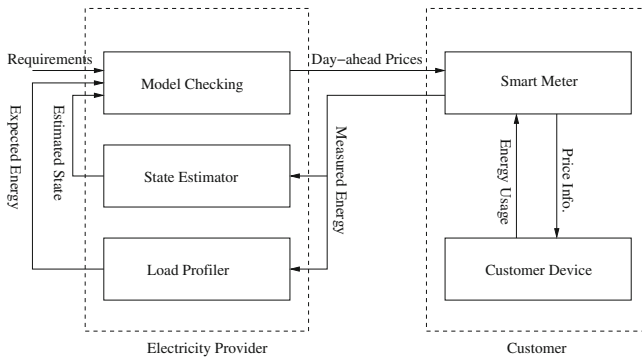 Requirements
Model Checking
Day−ahead Prices
Smart Meter
Expected Energy
Estimated State
State Estimator
Measured Energy
Energy Usage
Price Info.
Load Profiler
Customer Device
Electricity Provider
Customer